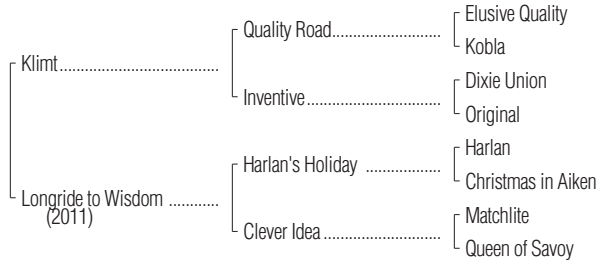 Elusive Quality
Quality Road
Kobla
Klimt
Dixie Union
Inventive
Original
Harlan
Harlan's Holiday
Christmas in Aiken
Longride to Wisdom
(2011)
Matchlite
Clever Idea
Queen of Savoy